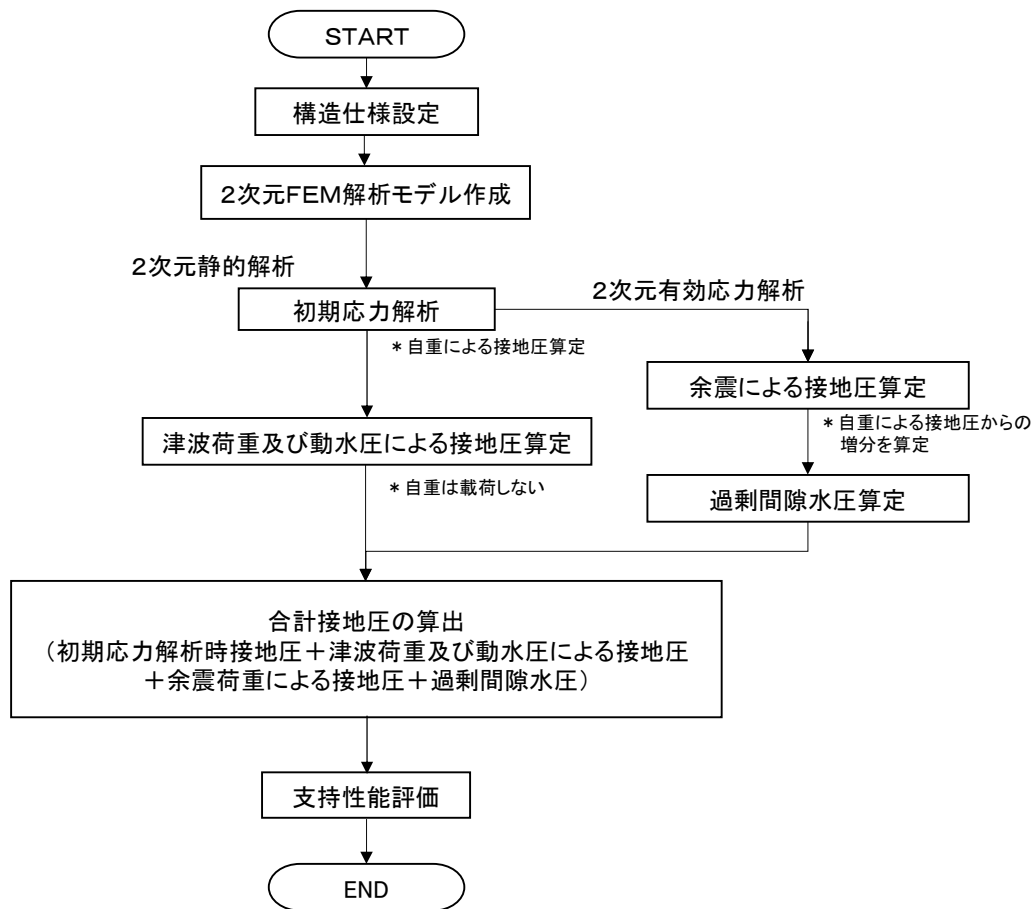 START
構造仕様設定
２次元ＦＥＭ解析モデル作成
２次元静的解析
２次元有効応力解析
初期応力解析
＊自重による接地圧算定
余震による接地圧算定
＊自重による接地圧からの
増分を算定
津波荷重及び動水圧による接地圧算定
＊自重は載荷しない
過剰間隙水圧算定
合計接地圧の算出
（初期応力解析時接地圧＋津波荷重及び動水圧による接地圧
＋余震荷重による接地圧＋過剰間隙水圧）
支持性能評価
END